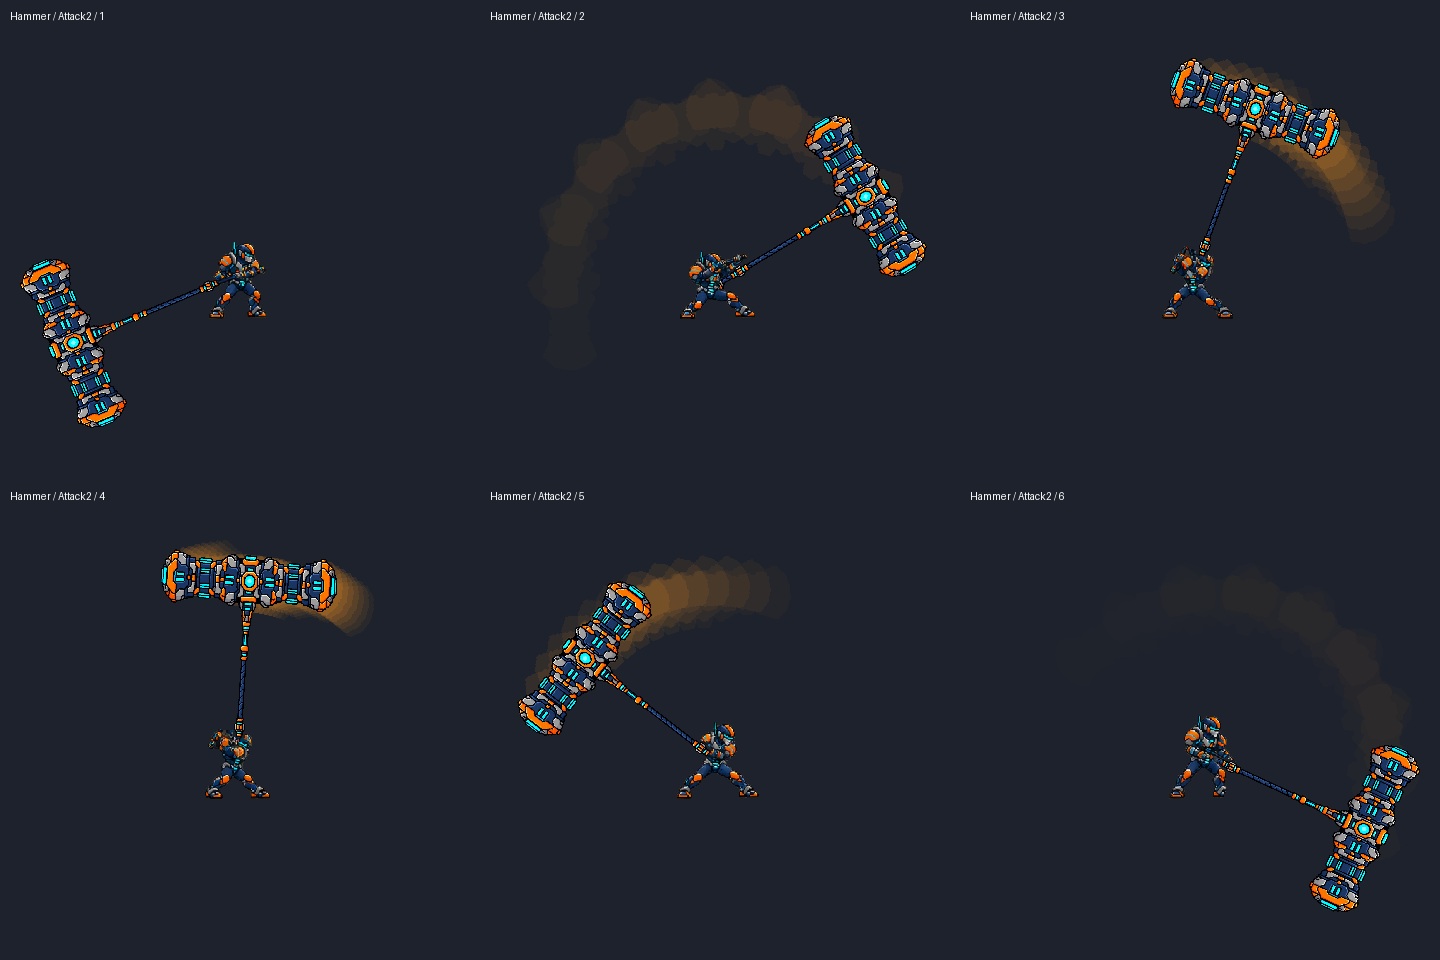 Hammer / Attack2 / 1
Hammer / Attack2 / 2
Hammer / Attack2 / 3
Hammer / Attack2 / 4
Hammer / Attack2 / 5
Hammer / Attack2 / 6